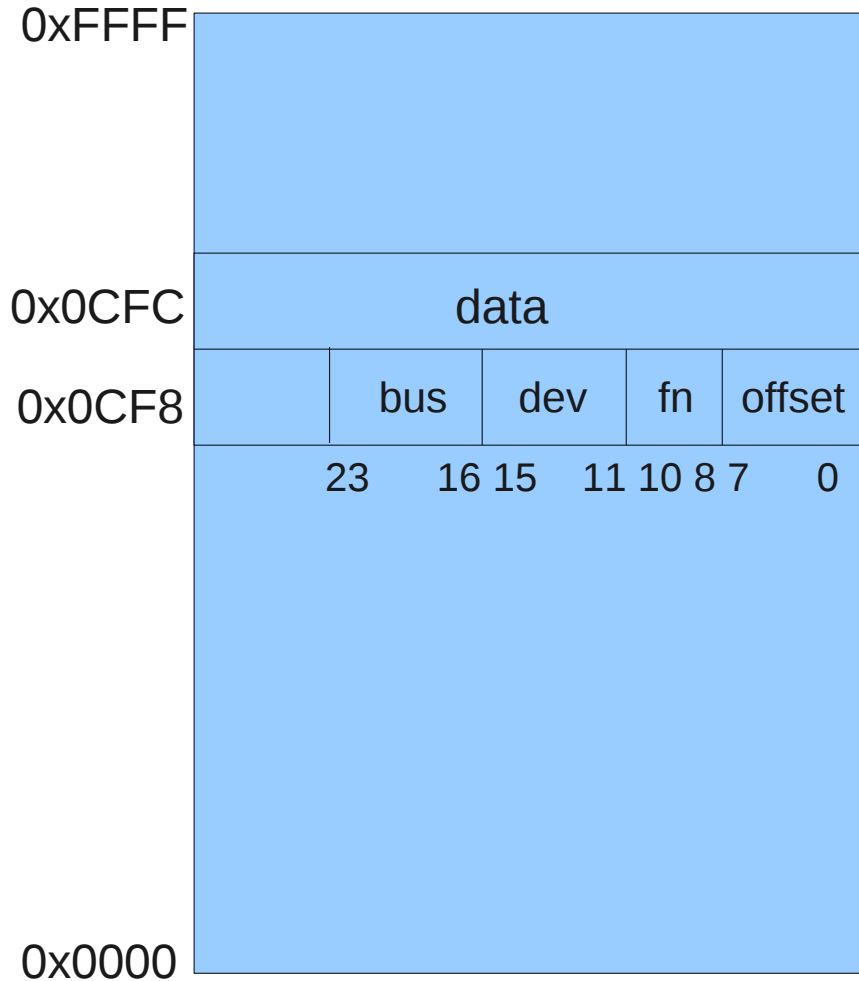 0xFFFF
0x0CFC data
0x0CF8 bus dev fn offset
23 16 15 11 10 8 7 0
0x0000